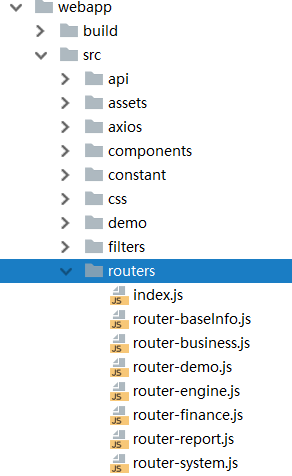 webapp
build
src
api
assets
axios
components
constant
css
demo
filters
routers
index.js
router-baseInfo.js
router-business.js
router-demo.js
router-engine.js
router-finance.js
router-report.js
router-system.js